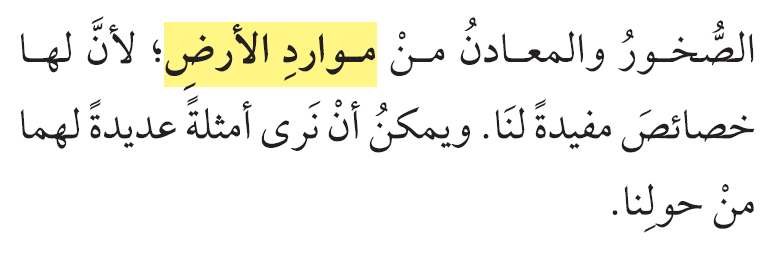 الصُّخورُ والمعادنُ منْ مواردِ الأرضِ؛ لأنَّ لها
خصائصَ مفيدةً لنَا. ويمكنُ أنْ نَرى أمثلةً عديدةً لهما
منْ حولِنا.